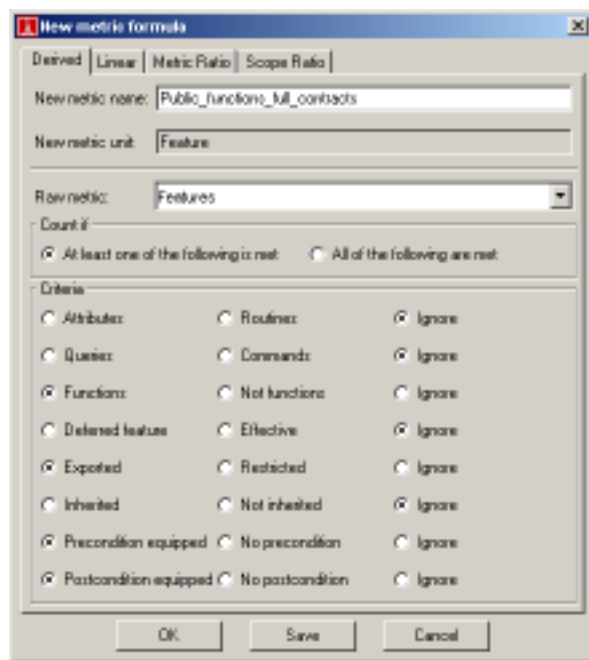 New metric formula
Derived Linear Metric Ratio Scope Ratio
New metric name: Public_functions_full_contracts
New metric unit Feature
Raw metric: Features
Count if
At least one of the following is met All of the following are met
Criteria
Attributes Routines Ignore
Queries Commands Ignore
Functions Not functions Ignore
Deferred feature Effective Ignore
Exported Restricted Ignore
Inherited Not inherited Ignore
Precondition equipped No precondition Ignore
Postcondition equipped No postcondition Ignore
OK Save Cancel